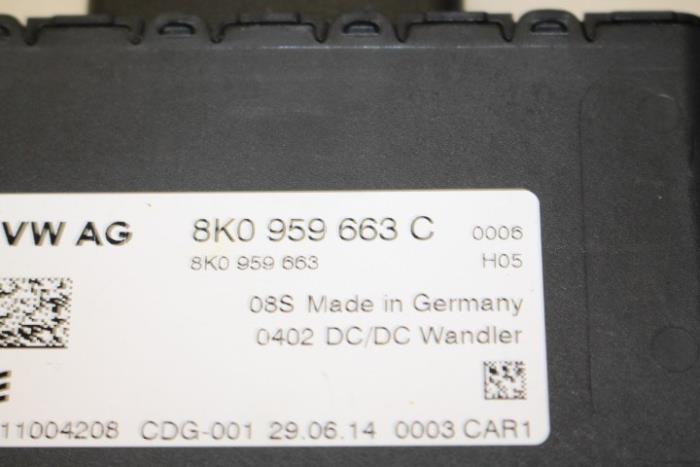 VW AG 8K0 959 663 C 0006
8K0 959 663 H05
08S Made in Germany
0402 DC/DC Wandler
11004208 CDG-001 29.06.14 0003 CAR1